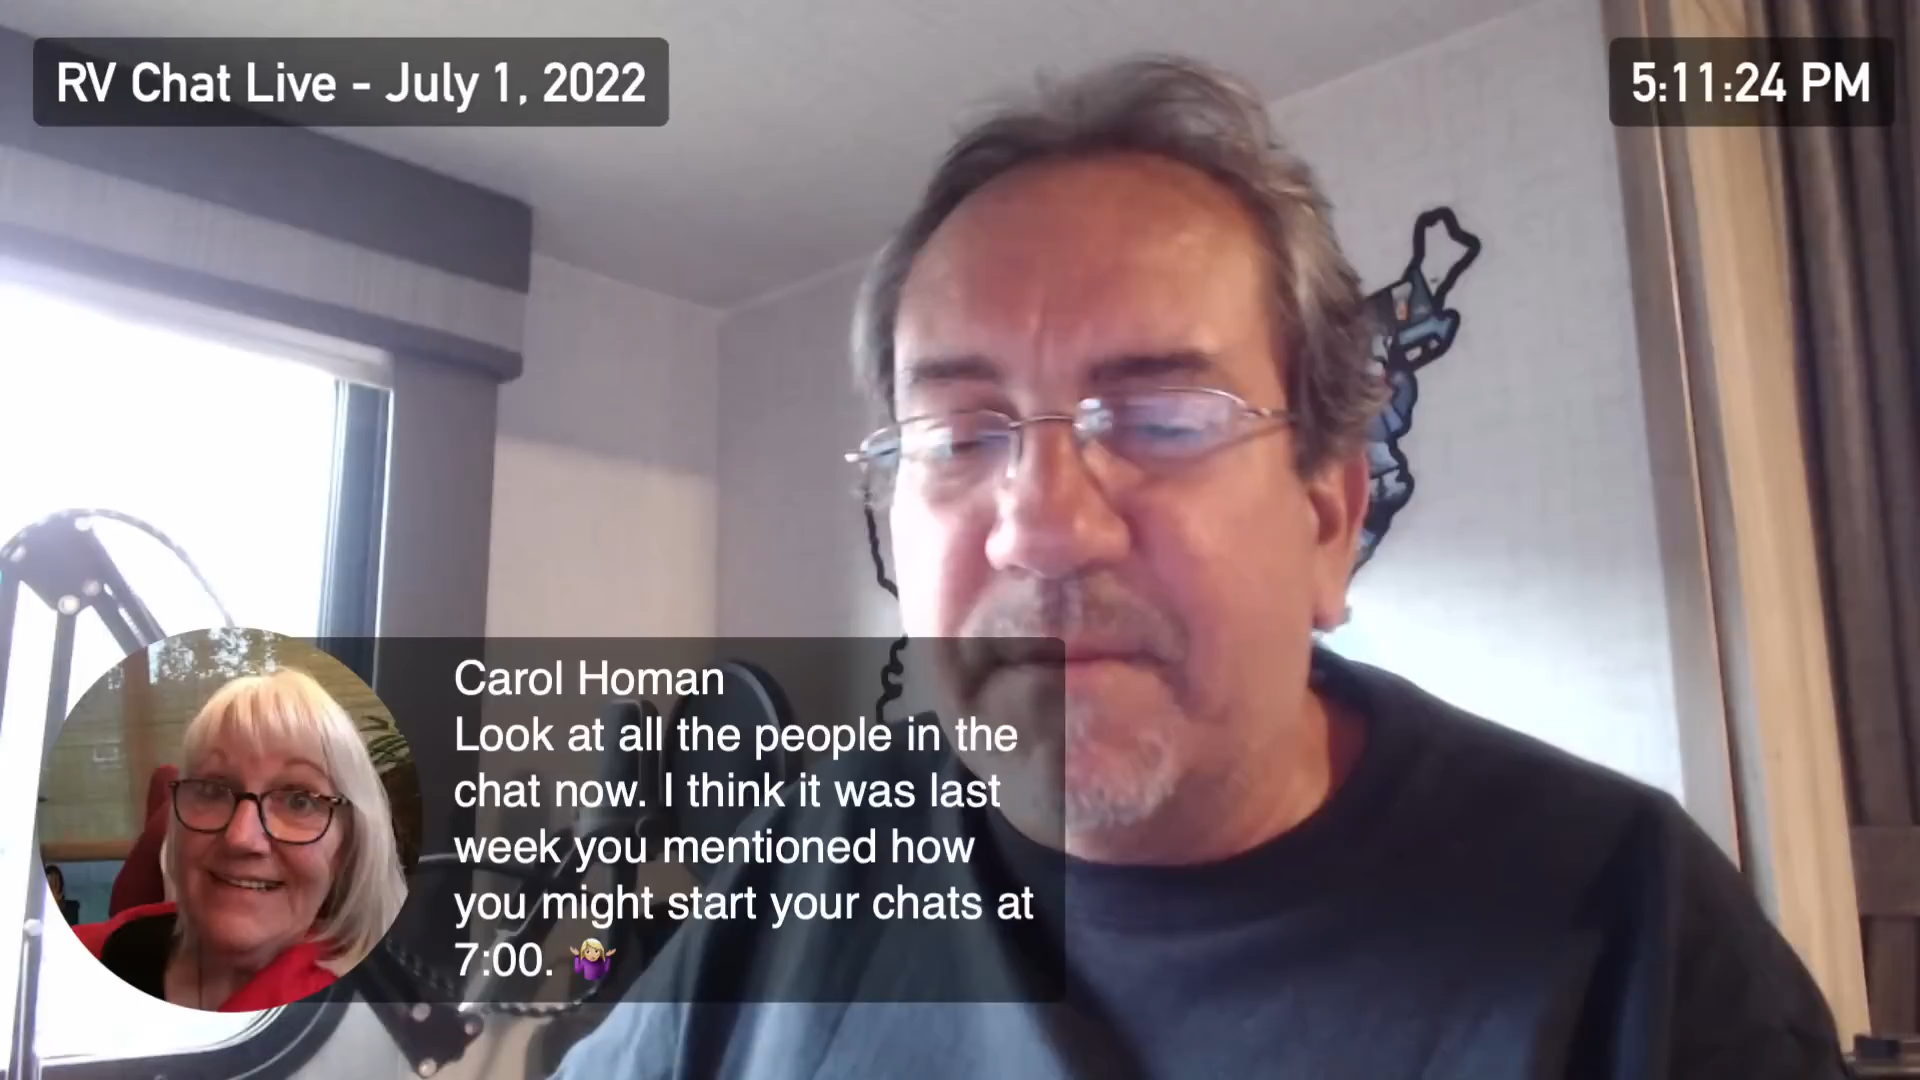 RV Chat Live - July 1, 2022
5:11:24 PM
Carol Homan
Look at all the people in the
chat now. I think it was last
week you mentioned how
you might start your chats at
7:00. 🤷🏼‍♀️